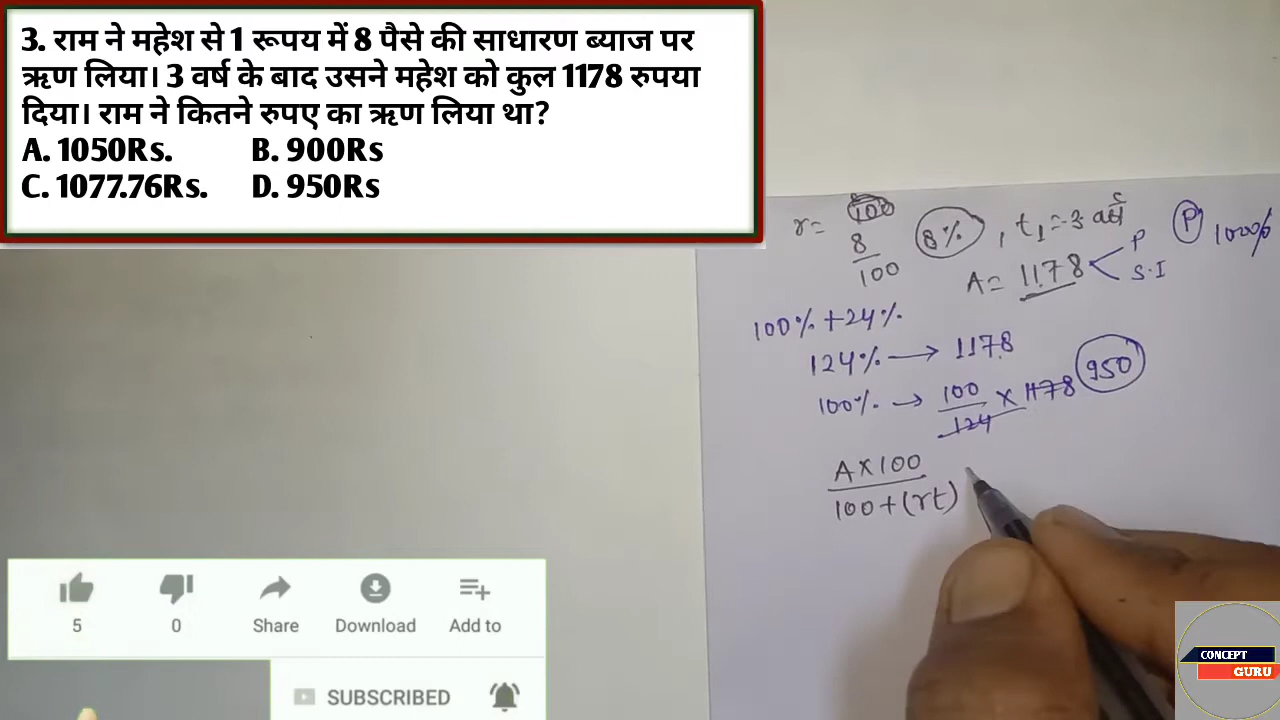 3. राम ने महेश से 1 रूपय में 8 पैसे की साधारण ब्याज पर
ऋण लिया। 3 वर्ष के बाद उसने महेश को कुल 1178 रुपया
दिया। राम ने कितने रुपए का ऋण लिया था?
A. 1050Rs. B. 900Rs
C. 1077.76Rs. D. 950Rs
r = 8/100 8%, t₁ = 3 वर्ष P 100%
A = 1178 < P S.I
100% + 24%
124% → 1178
100% → 100/124 × 1178 950
A×100
100+(rt)
5 0 Share Download Add to
SUBSCRIBED
CONCEPT
GURU